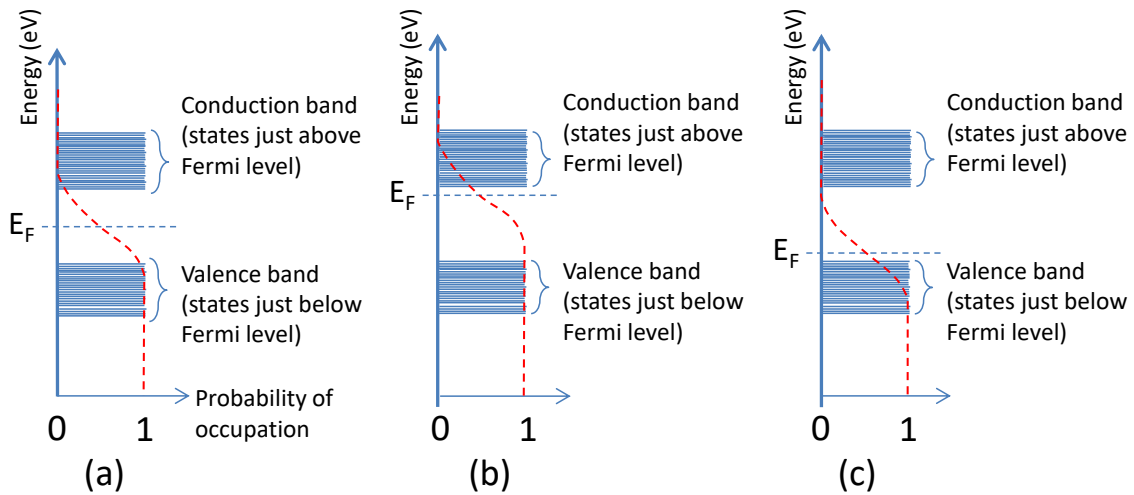 Energy (eV)
Conduction band
(states just above
Fermi level)
E_F
Valence band
(states just below
Fermi level)
Probability of
occupation
0
1
(a)
Energy (eV)
Conduction band
(states just above
Fermi level)
E_F
Valence band
(states just below
Fermi level)
0
1
(b)
Energy (eV)
Conduction band
(states just above
Fermi level)
E_F
Valence band
(states just below
Fermi level)
0
1
(c)